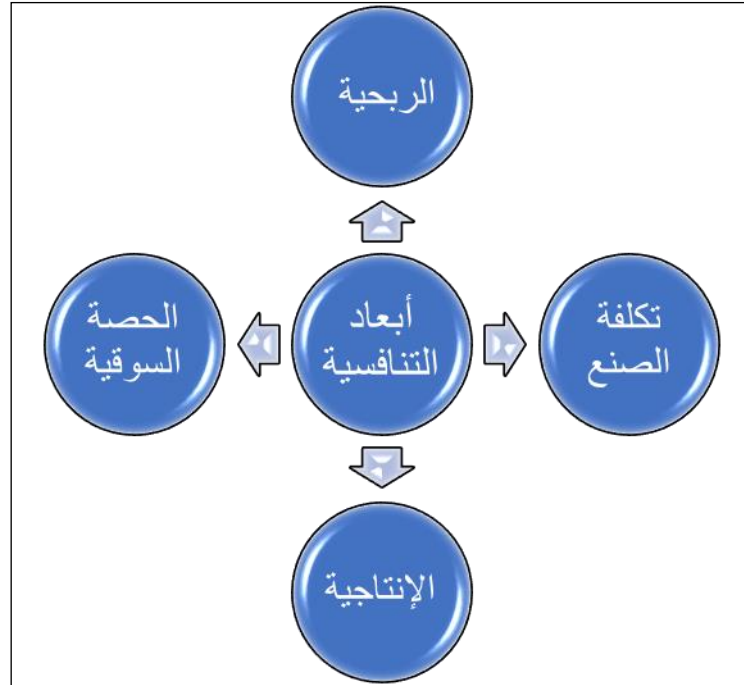 الربحية
تكلفة
الصنع
أبعاد
التنافسية
الحصة
السوقية
الإنتاجية